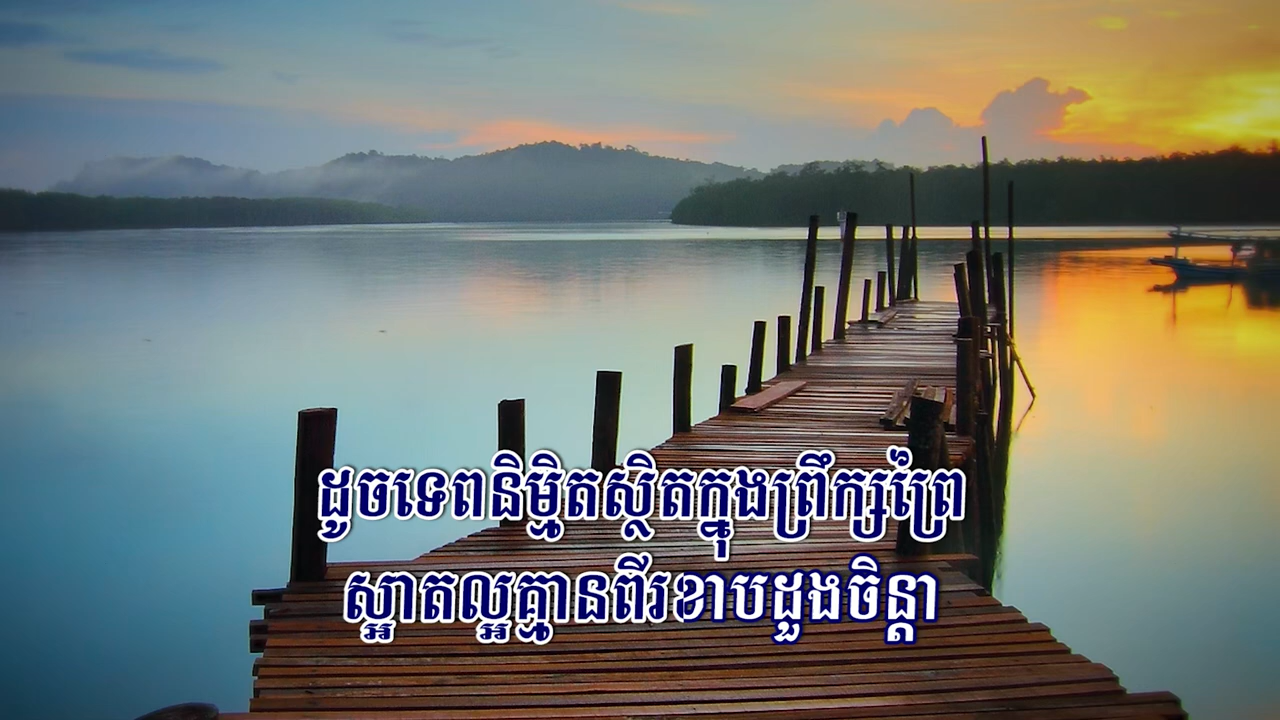 ដូចទេពនិម្មិតស្ថិតក្នុងព្រឹក្សព្រៃ
ស្អាតល្អគ្មានពីរខាបដួងចិន្តា